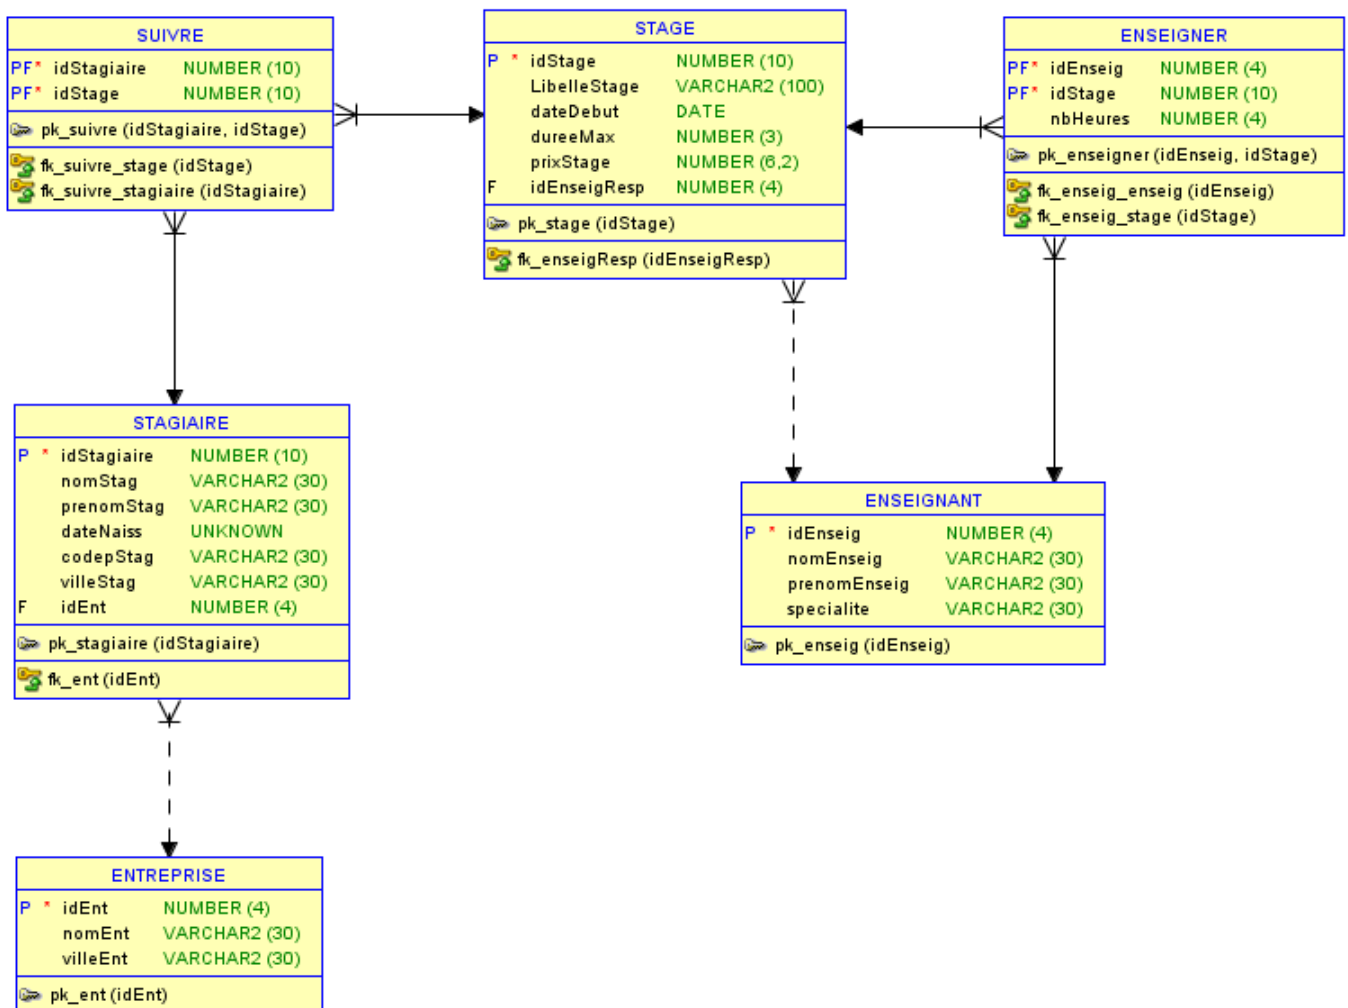 SUIVRE
PF* idStagiaire NUMBER (10)
PF* idStage NUMBER (10)
pk_suivre (idStagiaire, idStage)
fk_suivre_stage (idStage)
fk_suivre_stagiaire (idStagiaire)
STAGE
P * idStage NUMBER (10)
LibelleStage VARCHAR2 (100)
dateDebut DATE
dureeMax NUMBER (3)
prixStage NUMBER (6,2)
F idEnseigResp NUMBER (4)
pk_stage (idStage)
fk_enseigResp (idEnseigResp)
ENSEIGNER
PF* idEnseig NUMBER (4)
PF* idStage NUMBER (10)
nbHeures NUMBER (4)
pk_enseigner (idEnseig, idStage)
fk_enseig_enseig (idEnseig)
fk_enseig_stage (idStage)
STAGIAIRE
P * idStagiaire NUMBER (10)
nomStag VARCHAR2 (30)
prenomStag VARCHAR2 (30)
dateNaiss UNKNOWN
codepStag VARCHAR2 (30)
villeStag VARCHAR2 (30)
F idEnt NUMBER (4)
pk_stagiaire (idStagiaire)
fk_ent (idEnt)
ENSEIGNANT
P * idEnseig NUMBER (4)
nomEnseig VARCHAR2 (30)
prenomEnseig VARCHAR2 (30)
specialite VARCHAR2 (30)
pk_enseig (idEnseig)
ENTREPRISE
P * idEnt NUMBER (4)
nomEnt VARCHAR2 (30)
villeEnt VARCHAR2 (30)
pk_ent (idEnt)